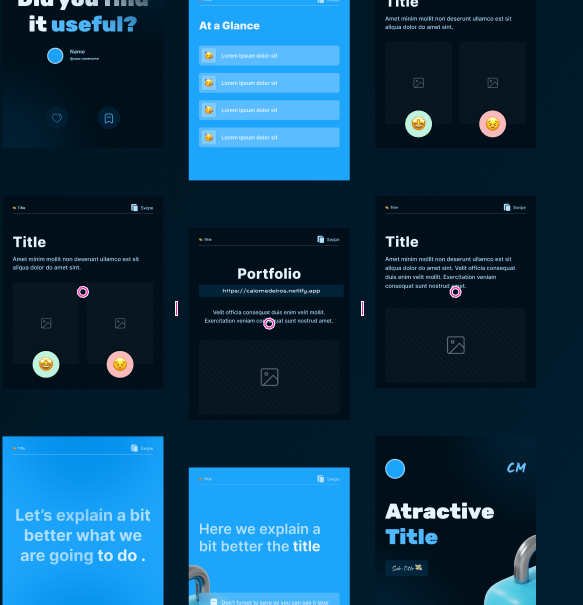 Did you find
it useful?
Name
@your username
At a Glance
Lorem ipsum dolor sit
Lorem ipsum dolor sit
Lorem ipsum dolor sit
Lorem ipsum dolor sit
Title
Amet minim mollit non deserunt ullamco est sit
aliqua dolor do amet sint.
Title
Swipe
Title
Amet minim mollit non deserunt ullamco est sit
aliqua dolor do amet sint.
Title
Swipe
Portfolio
https://caiomedeiros.netlify.app
Velit officia consequat duis enim velit mollit.
Exercitation veniam consequat sunt nostrud amet.
Title
Swipe
Title
Amet minim mollit non deserunt ullamco est sit
aliqua dolor do amet sint. Velit officia consequat
duis enim velit mollit. Exercitation veniam
consequat sunt nostrud amet.
Title
Swipe
Let's explain a bit
better what we
are going to do .
Title
Swipe
Here we explain a
bit better the title
Don't forget to save so you can see it later
CM
Atractive
Title
Sub Title